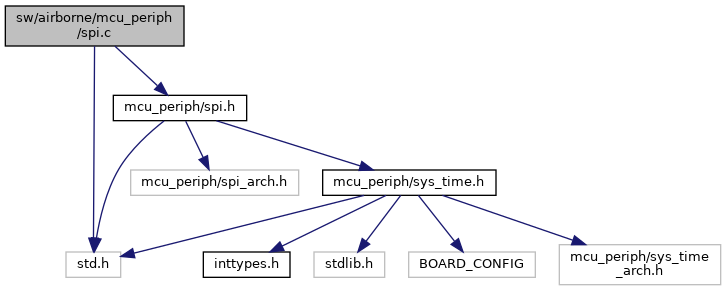 sw/airborne/mcu_periph
/spi.c
mcu_periph/spi.h
mcu_periph/spi_arch.h
mcu_periph/sys_time.h
std.h
inttypes.h
stdlib.h
BOARD_CONFIG
mcu_periph/sys_time
_arch.h